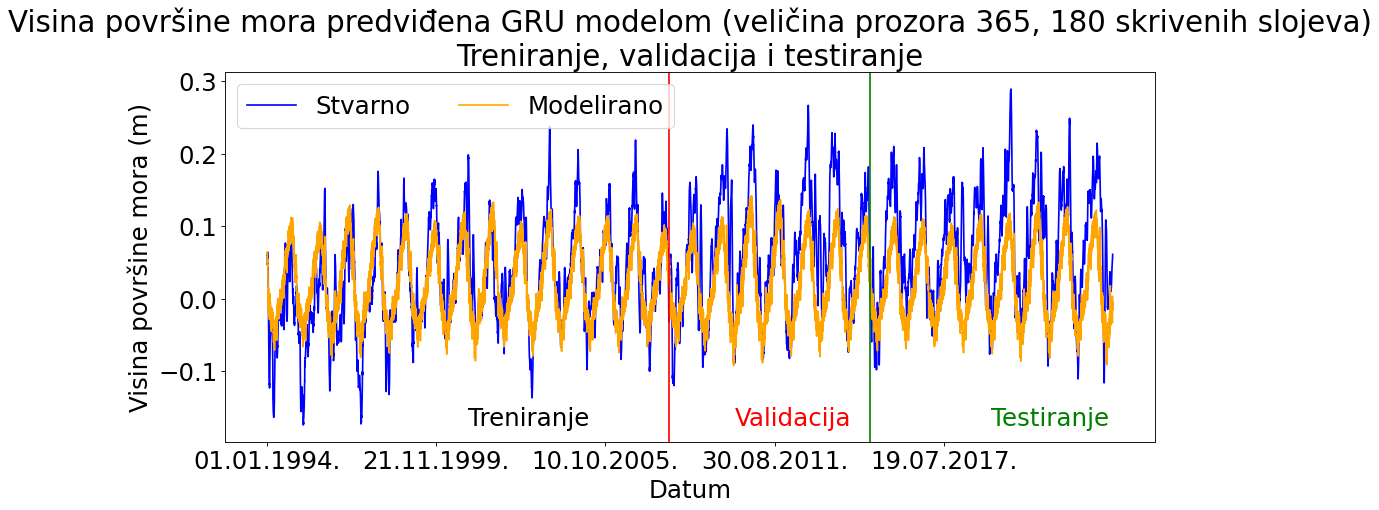 Visina površine mora predviđena GRU modelom (veličina prozora 365, 180 skrivenih slojeva)
Treniranje, validacija i testiranje
Stvarno
Modelirano
Visina površine mora (m)
0.3
0.2
0.1
0.0
−0.1
Treniranje
Validacija
Testiranje
01.01.1994.
21.11.1999.
10.10.2005.
30.08.2011.
19.07.2017.
Datum